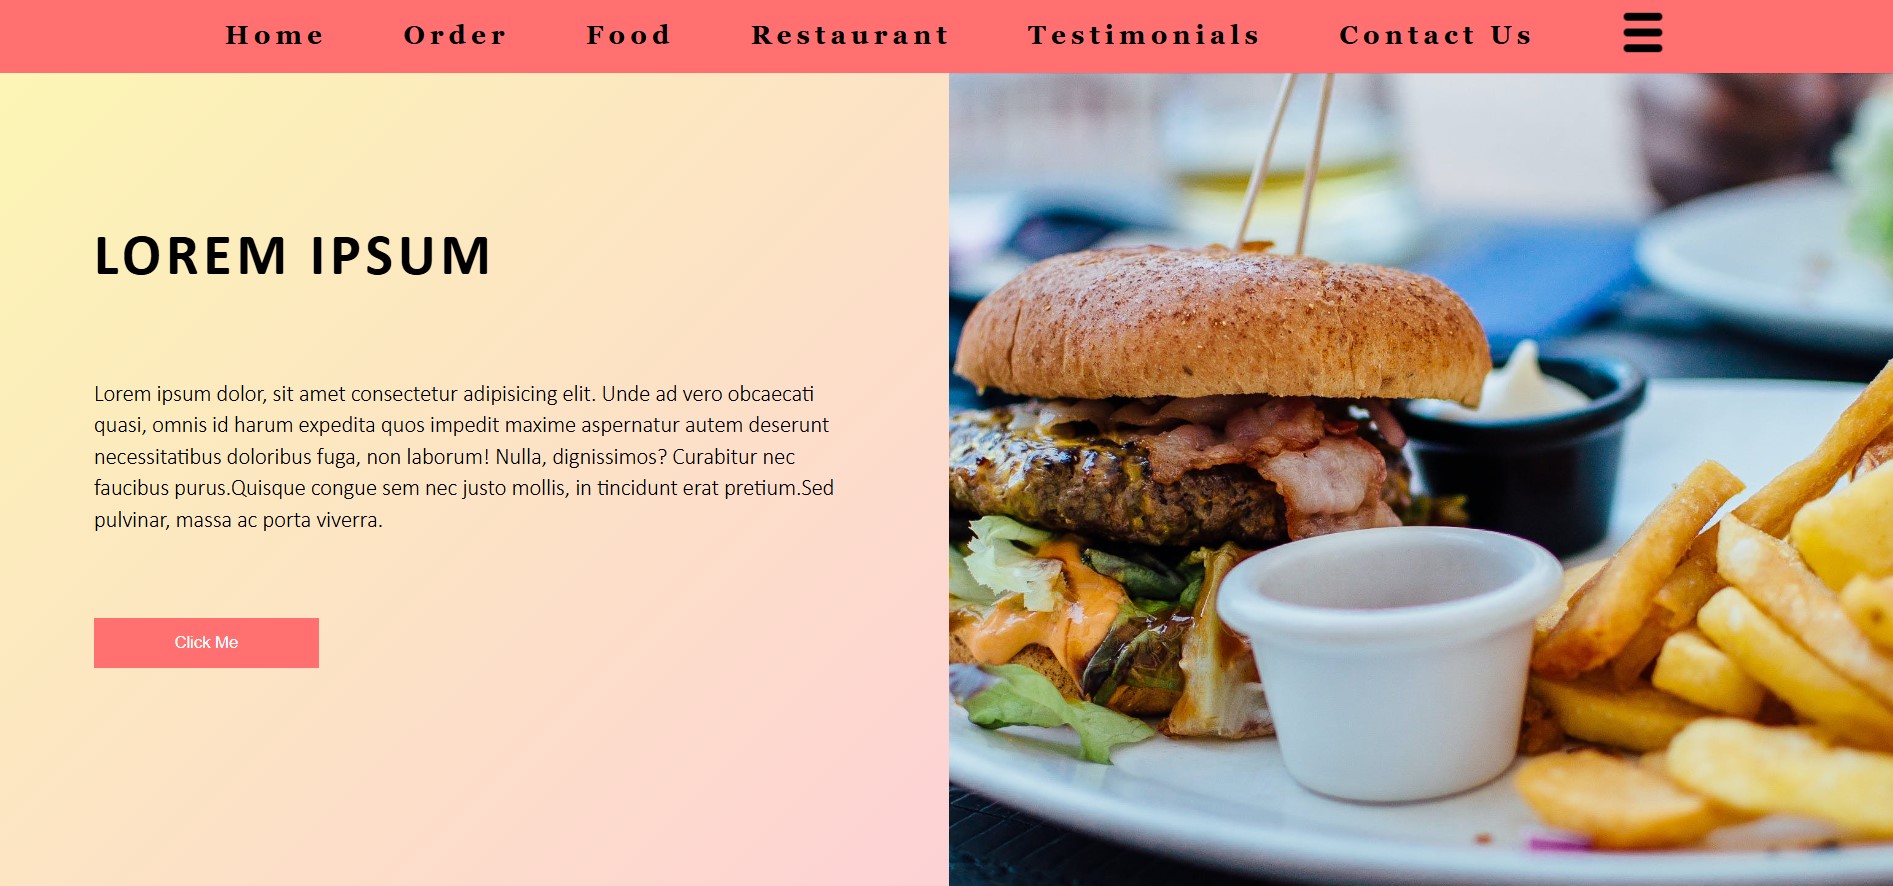 Home Order Food Restaurant Testimonials Contact Us
LOREM IPSUM
Lorem ipsum dolor, sit amet consectetur adipisicing elit. Unde ad vero obcaecati
quasi, omnis id harum expedita quos impedit maxime aspernatur autem deserunt
necessitatibus doloribus fuga, non laborum! Nulla, dignissimos? Curabitur nec
faucibus purus.Quisque congue sem nec justo mollis, in tincidunt erat pretium.Sed
pulvinar, massa ac porta viverra.
Click Me